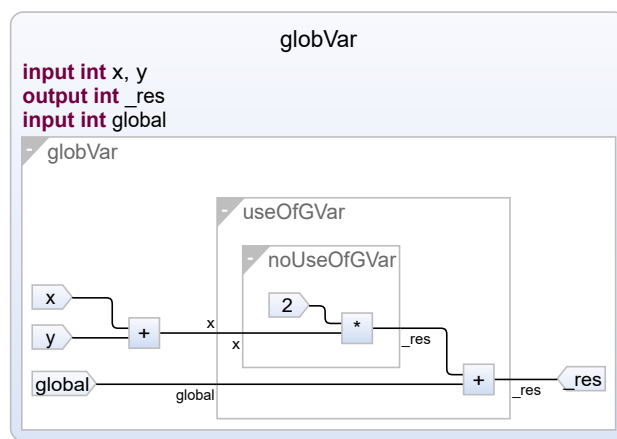 globVar
input int x, y
output int _res
input int global
- globVar
- useOfGVar
- noUseOfGVar
x
2
x
*
y
+
x
_res
global
global
+
_res
_res